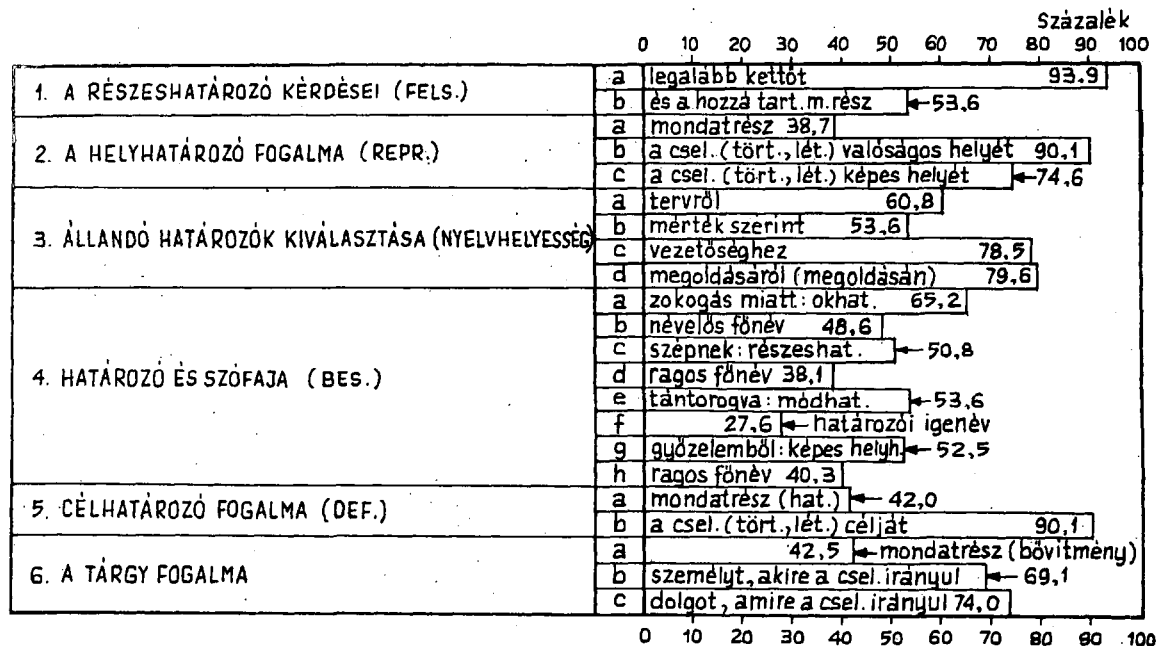 Százalék
0 10 20 30 40 50 60 70 80 90 100
1. A RÉSZESHATÁROZÓ KÉRDÉSEI (FELS.)
a legalább kettőt 93.9
b és a hozzá tart.m.rész 53.6
2. A HELYHATÁROZÓ FOGALMA (REPR.)
a mondatrész 38,7
b a csel.(tört.,lét.) valóságos helyét 90,1
c a csel.(tört.,lét.) képes helyét 74,6
3. ÁLLANDÓ HATÁROZÓK KIVÁLASZTÁSA (NYELVHELYESSÉG)
a tervről 60,8
b mérték szerint 53,6
c vezetőséghez 78.5
d megoldásáról (megoldásán) 79,6
4. HATÁROZÓ ÉS SZÓFAJA (BES.)
a zokogás miatt: okhat. 65,2
b névelős főnév 48,6
c szépnek: részeshat. 50,8
d ragos főnév 38,1
e tántorogva: módhat. 53,6
f 27,6 határozói igenév
g győzelemből: képes helyh. 52,5
h ragos főnév 40,3
5. CÉLHATÁROZÓ FOGALMA (DEF.)
a mondatrész (hat.) 42,0
b a csel.(tört.,lét.) célját 90,1
6. A TÁRGY FOGALMA
a 42,5 mondatrész (bővítmény)
b személyt, akire a csel. irányul 69,1
c dolgot, amire a csel. irányul 74,0
0 10 20 30 40 50 60 70 80 90 100